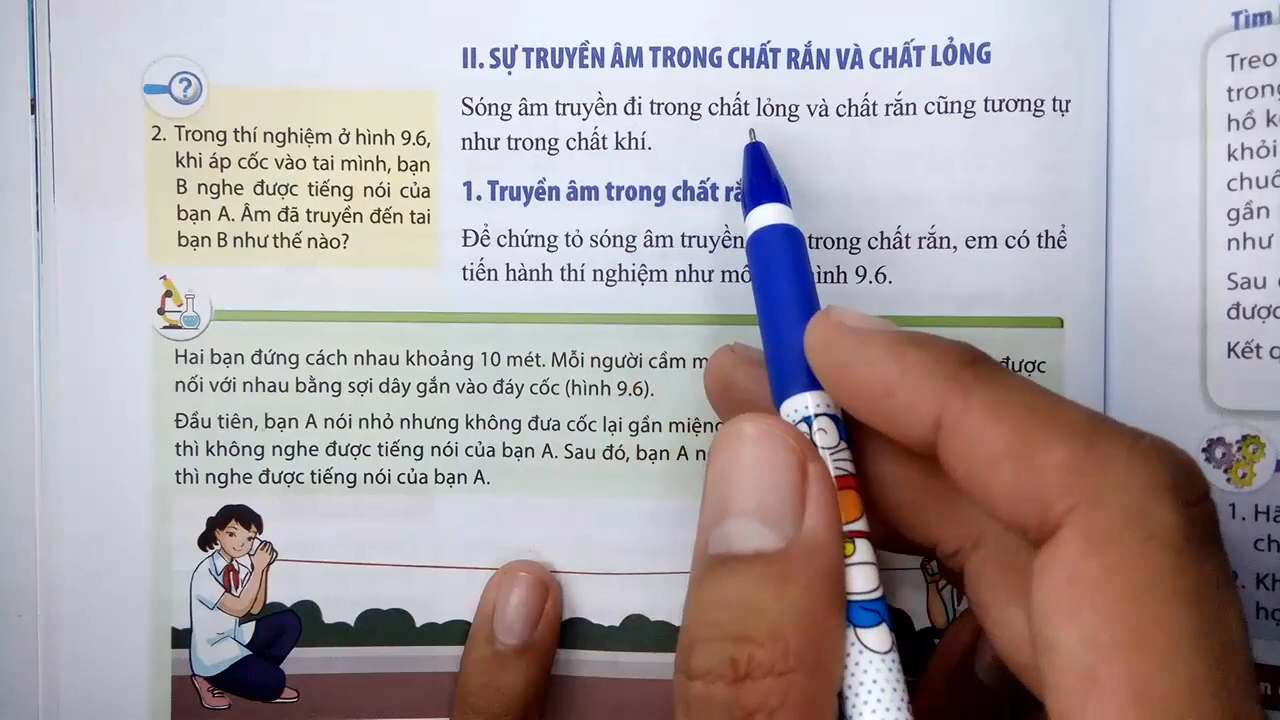 II. SỰ TRUYỀN ÂM TRONG CHẤT RẮN VÀ CHẤT LỎNG
Sóng âm truyền đi trong chất lỏng và chất rắn cũng tương tự
như trong chất khí.
2. Trong thí nghiệm ở hình 9.6,
khi áp cốc vào tai mình, bạn
B nghe được tiếng nói của
bạn A. Âm đã truyền đến tai
bạn B như thế nào?
1. Truyền âm trong chất
Để chứng tỏ sóng âm truyền trong chất rắn, em có thể
tiến hành thí nghiệm như hình 9.6.
Hai bạn đứng cách nhau khoảng 10 mét. Mỗi người cầm được
nối với nhau bằng sợi dây gắn vào đáy cốc (hình 9.6).
Đầu tiên, bạn A nói nhỏ nhưng không đưa cốc lại gần
thì không nghe được tiếng nói của bạn A. Sau đó, bạn A
thì nghe được tiếng nói của bạn A.
Tìm
Treo
trong
khỏi
gần
như
Sau
được
Kết
1.